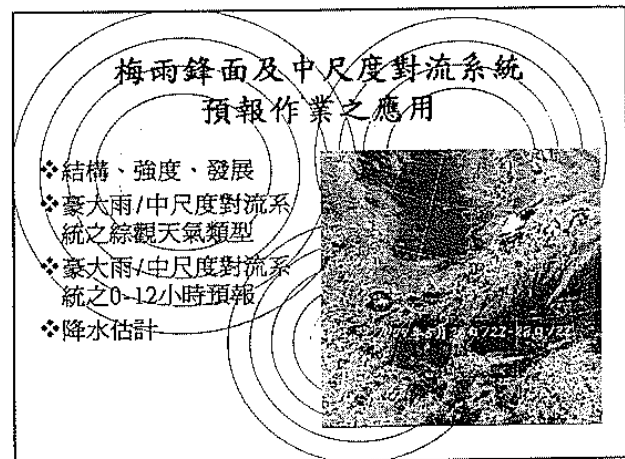 梅雨鋒面及中尺度對流系統
預報作業之應用
❖結構、強度、發展
❖豪大雨/中尺度對流系
統之綜觀天氣類型
❖豪大雨/中尺度對流系
統之0~12小時預報
❖降水估計